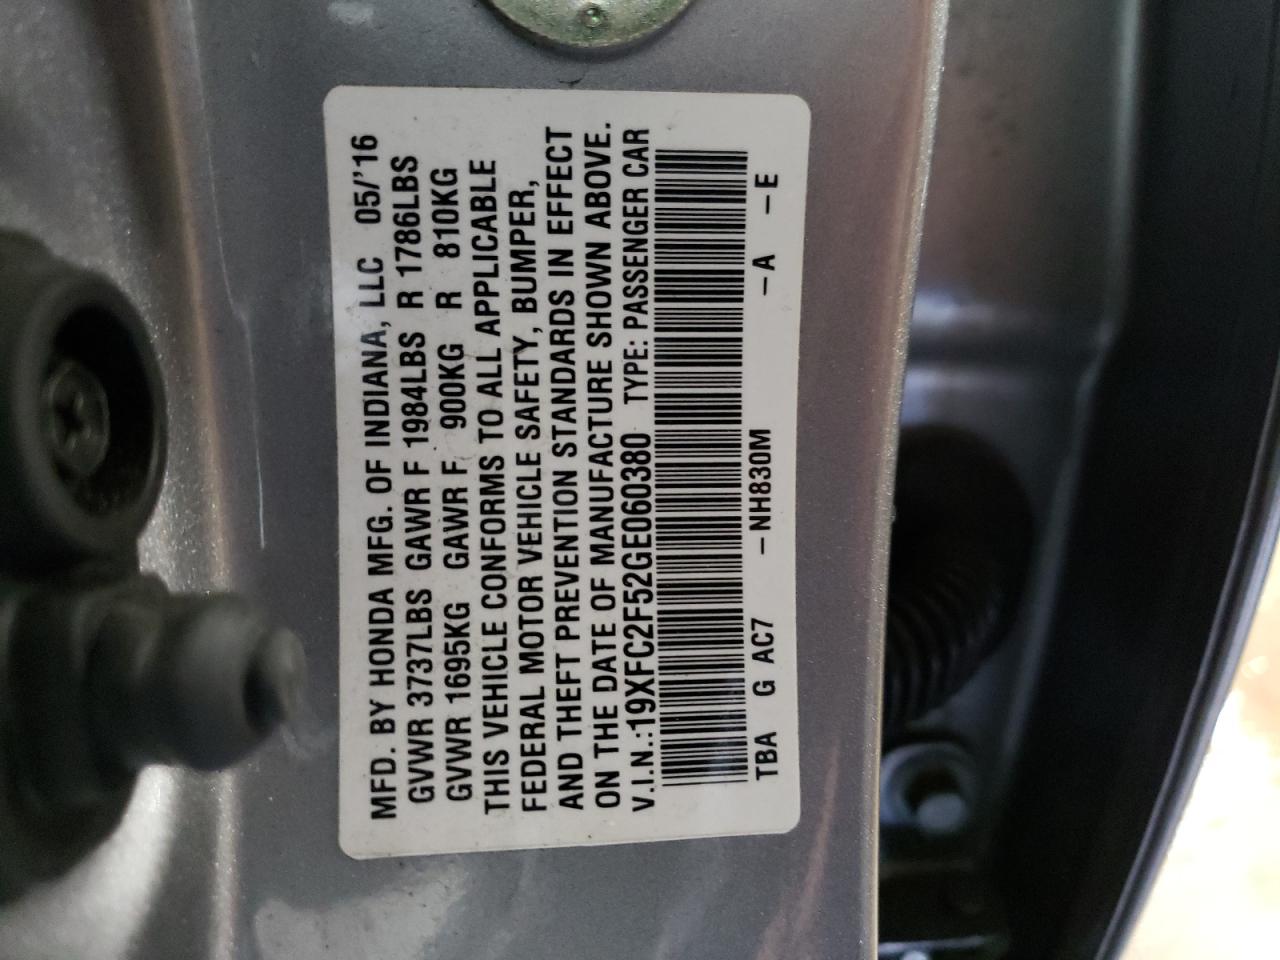 MFD. BY HONDA MFG. OF INDIANA, LLC 05/'16
GVWR 3737LBS GAWR F 1984LBS R 1786LBS
GVWR 1695KG GAWR F 900KG R 810KG
THIS VEHICLE CONFORMS TO ALL APPLICABLE
FEDERAL MOTOR VEHICLE SAFETY, BUMPER,
AND THEFT PREVENTION STANDARDS IN EFFECT
ON THE DATE OF MANUFACTURE SHOWN ABOVE.
V.I.N.:19XFC2F52GE060380 TYPE: PASSENGER CAR
TBA G AC7 –NH830M –A –E